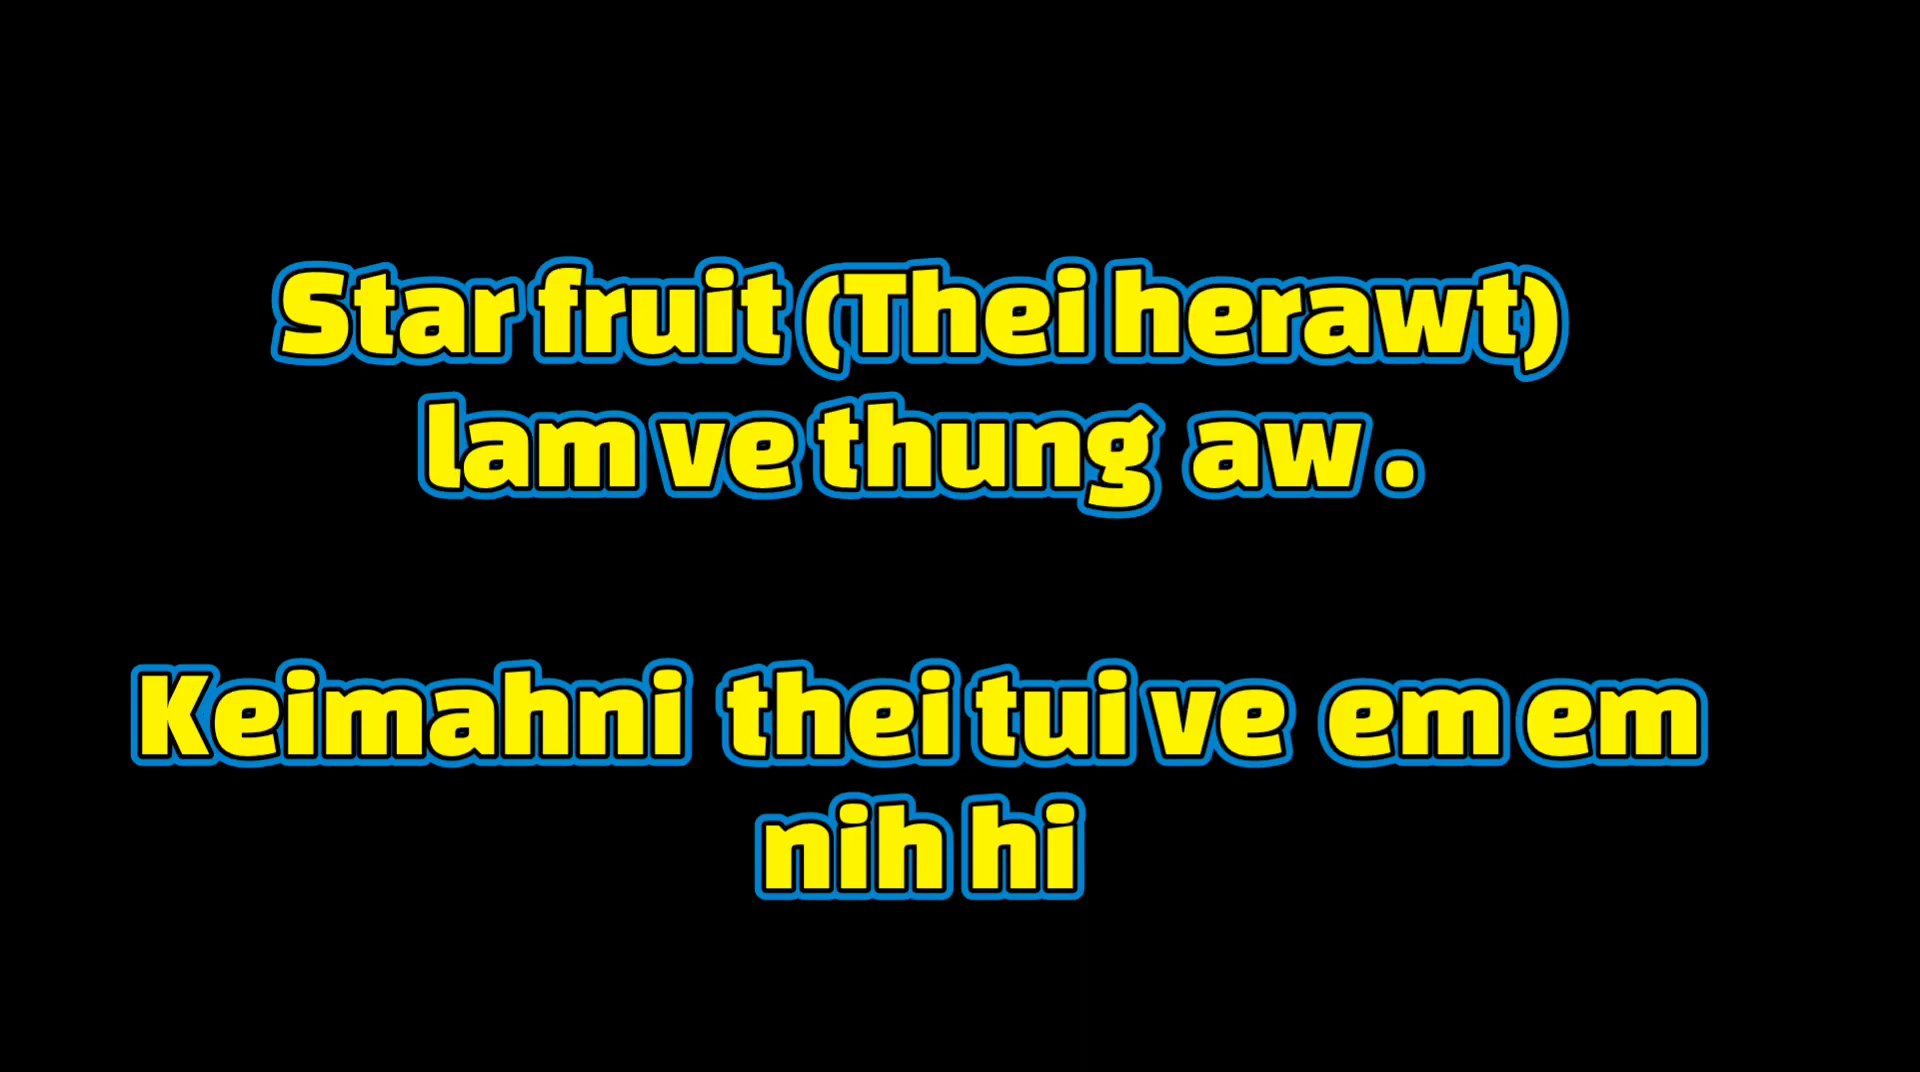 Star fruit (Thei herawt)
lam ve thung aw .
Keimahni thei tui ve em em
nih hi